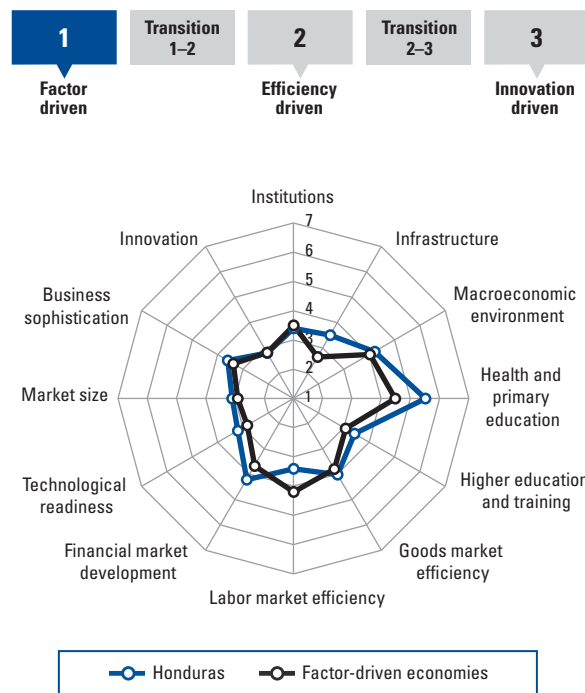 1
Transition
1–2
2
Transition
2–3
3
Factor
driven
Efficiency
driven
Innovation
driven
Institutions
7
Innovation
6
Infrastructure
5
Business
sophistication
4
Macroeconomic
environment
3
2
Market size
1
Health and
primary
education
Technological
readiness
Higher education
and training
Financial market
development
Goods market
efficiency
Labor market efficiency
Honduras
Factor-driven economies